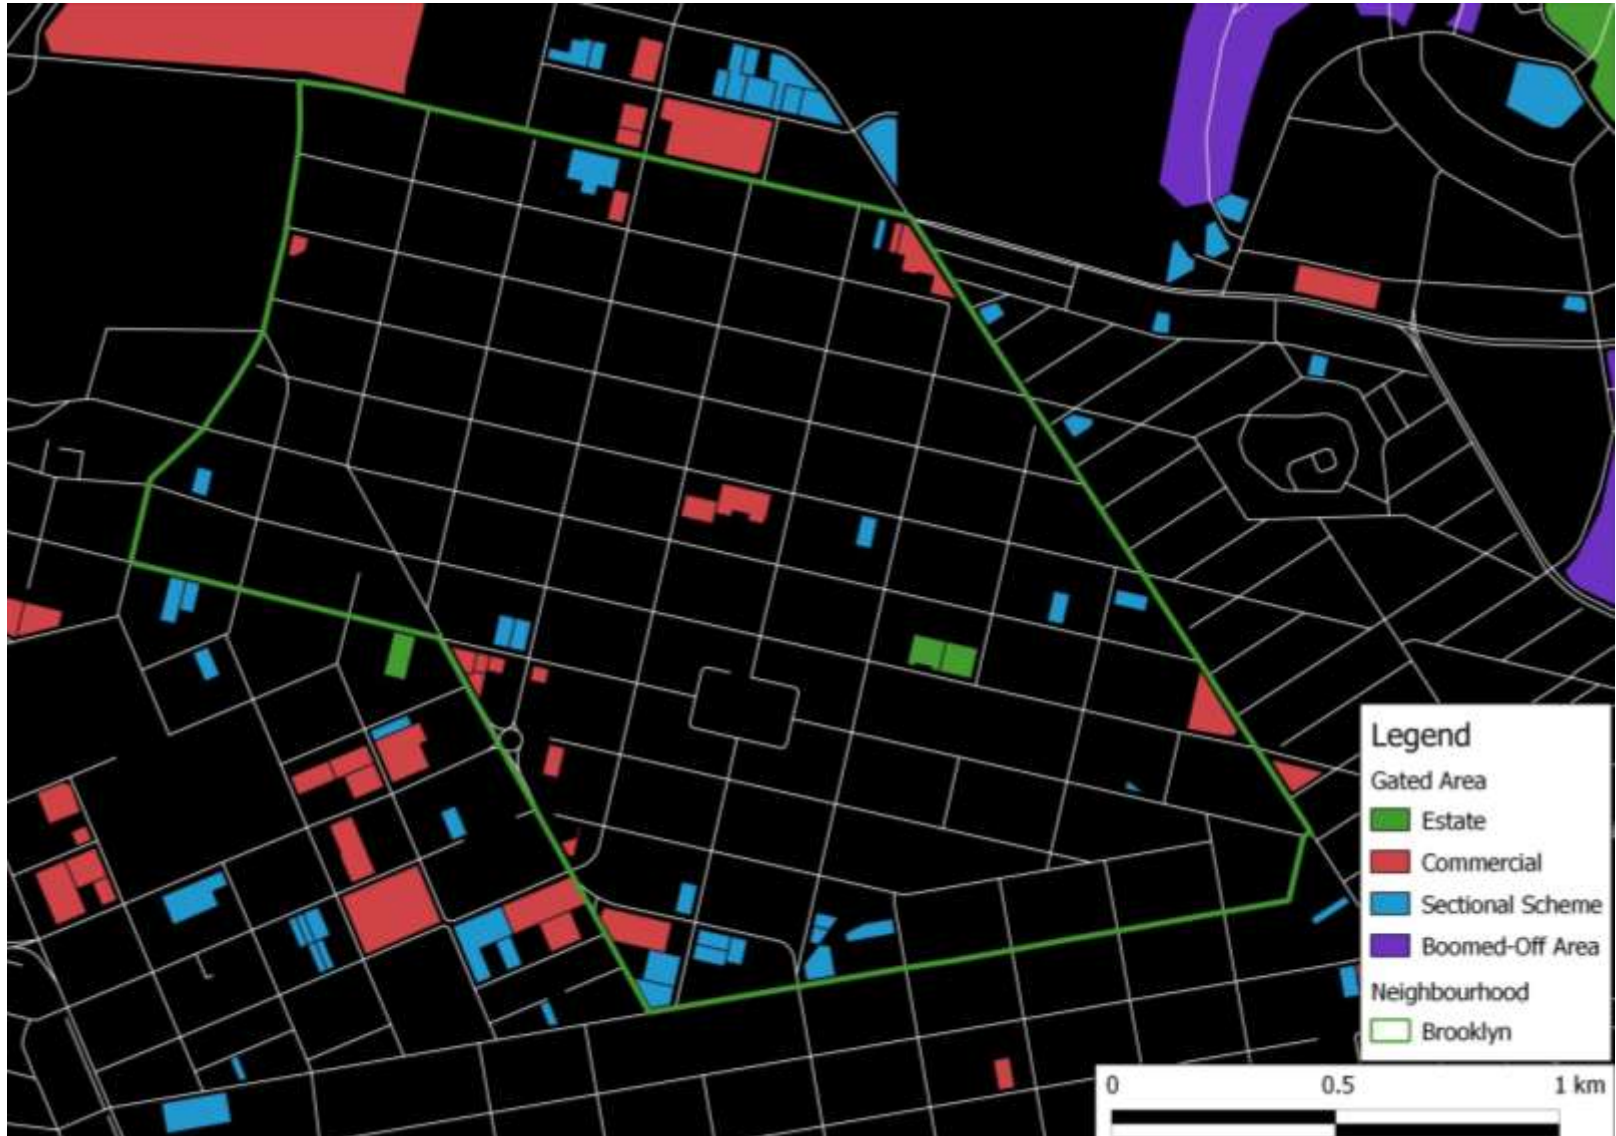 Legend
Gated Area
Estate
Commercial
Sectional Scheme
Boomed-Off Area
Neighbourhood
Brooklyn
0 0.5 1 km